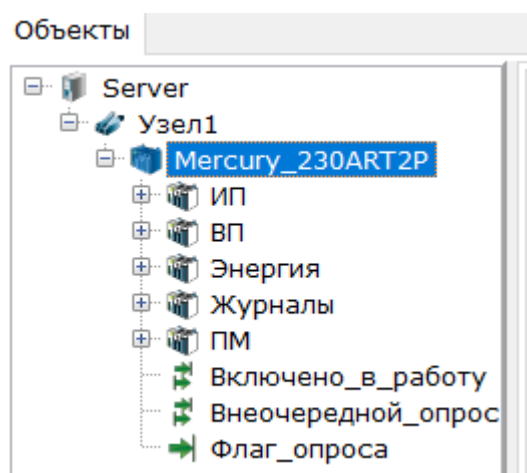 Объекты
Server
Узел1
Mercury_230ART2P
ИП
ВП
Энергия
Журналы
ПМ
Включено_в_работу
Внеочередной_опрос
Флаг_опроса